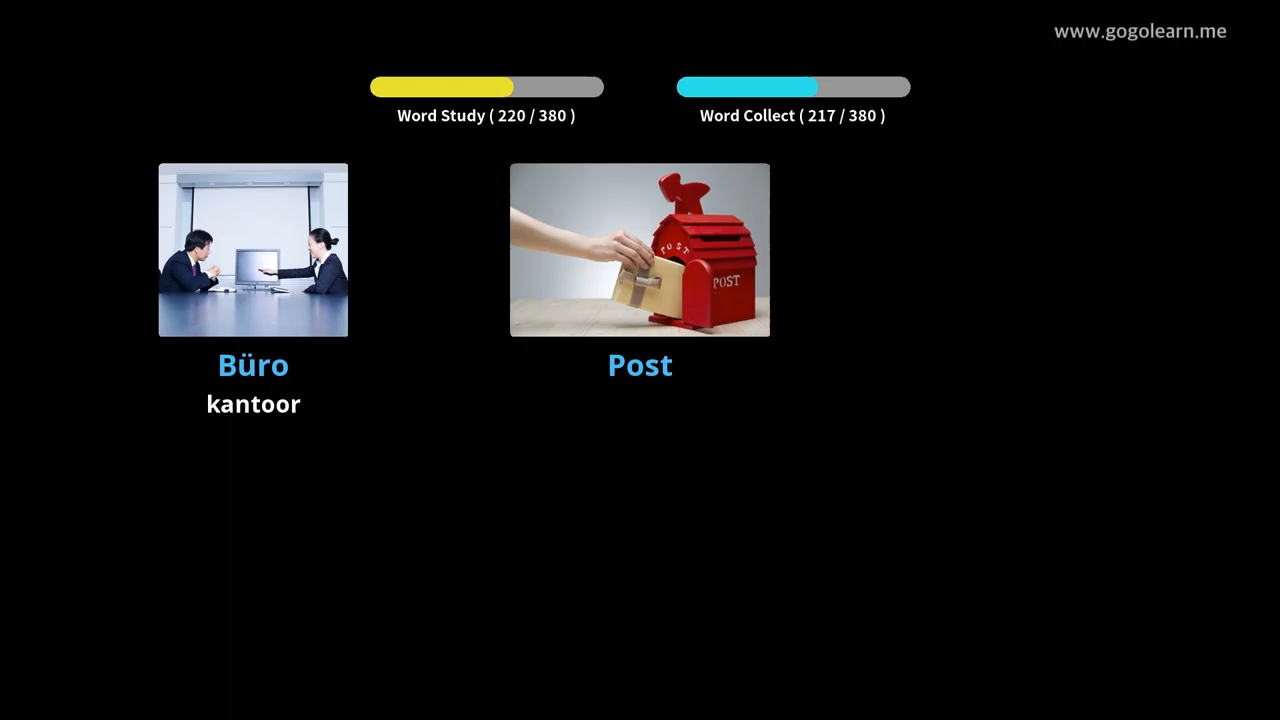 www.gogolearn.me
Word Study ( 220 / 380 )
Word Collect ( 217 / 380 )
POST
POST
Büro
Post
kantoor